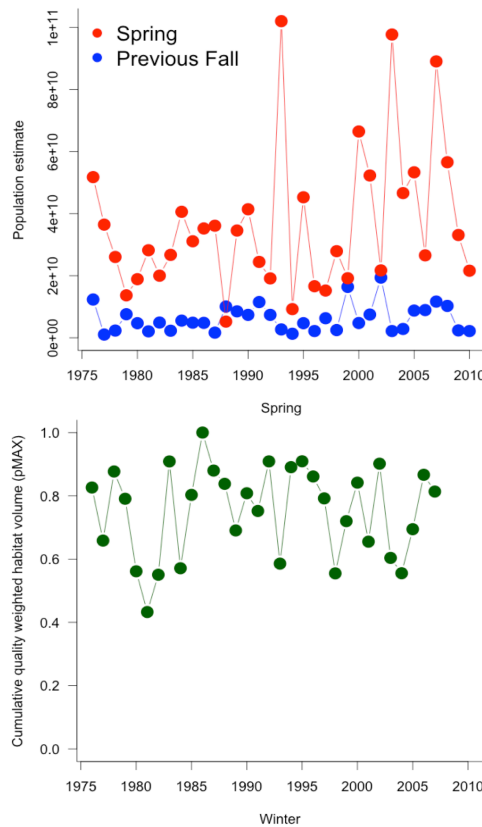 Spring
Previous Fall
Population estimate
1e+11
8e+10
6e+10
4e+10
2e+10
0e+00
1975 1980 1985 1990 1995 2000 2005 2010
Spring
Cumulative quality weighted habitat volume (pMAX)
1.0
0.8
0.6
0.4
0.2
0.0
1975 1980 1985 1990 1995 2000 2005 2010
Winter